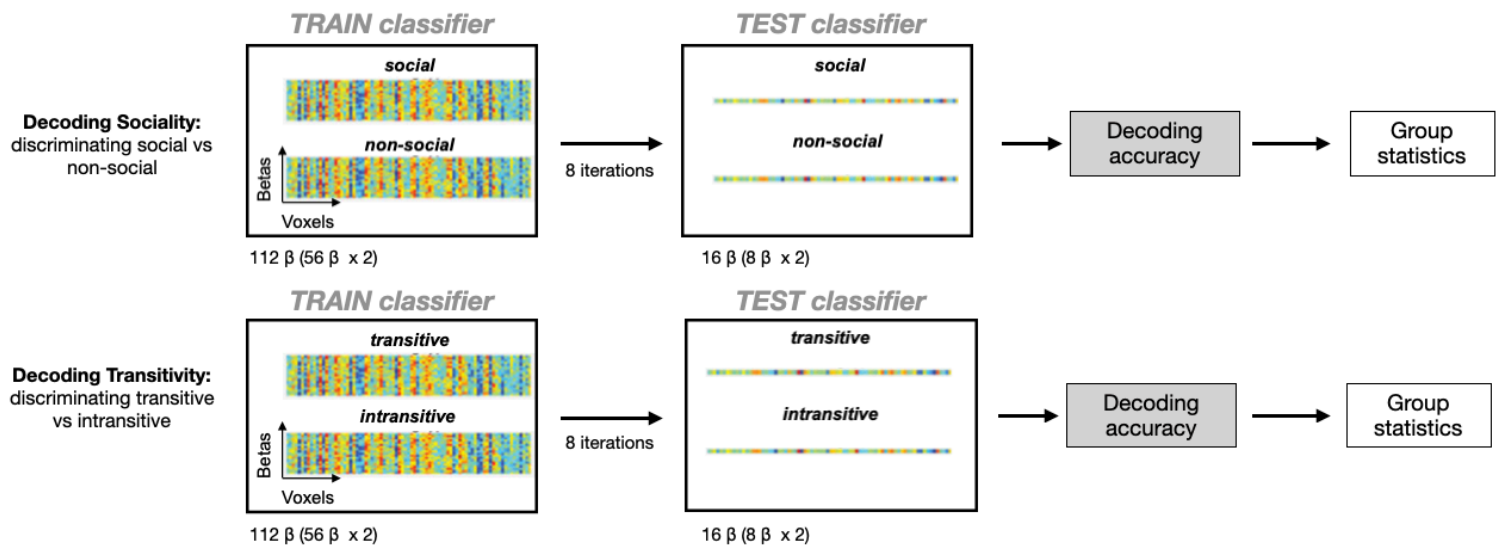 TRAIN classifier
TEST classifier
social
social
Decoding Sociality:
discriminating social vs
non-social
non-social
non-social
Betas
Voxels
8 iterations
Decoding
accuracy
Group
statistics
112 β (56 β x 2)
16 β (8 β x 2)
TRAIN classifier
TEST classifier
transitive
transitive
Decoding Transitivity:
discriminating transitive
vs intransitive
intransitive
intransitive
Betas
Voxels
8 iterations
Decoding
accuracy
Group
statistics
112 β (56 β x 2)
16 β (8 β x 2)